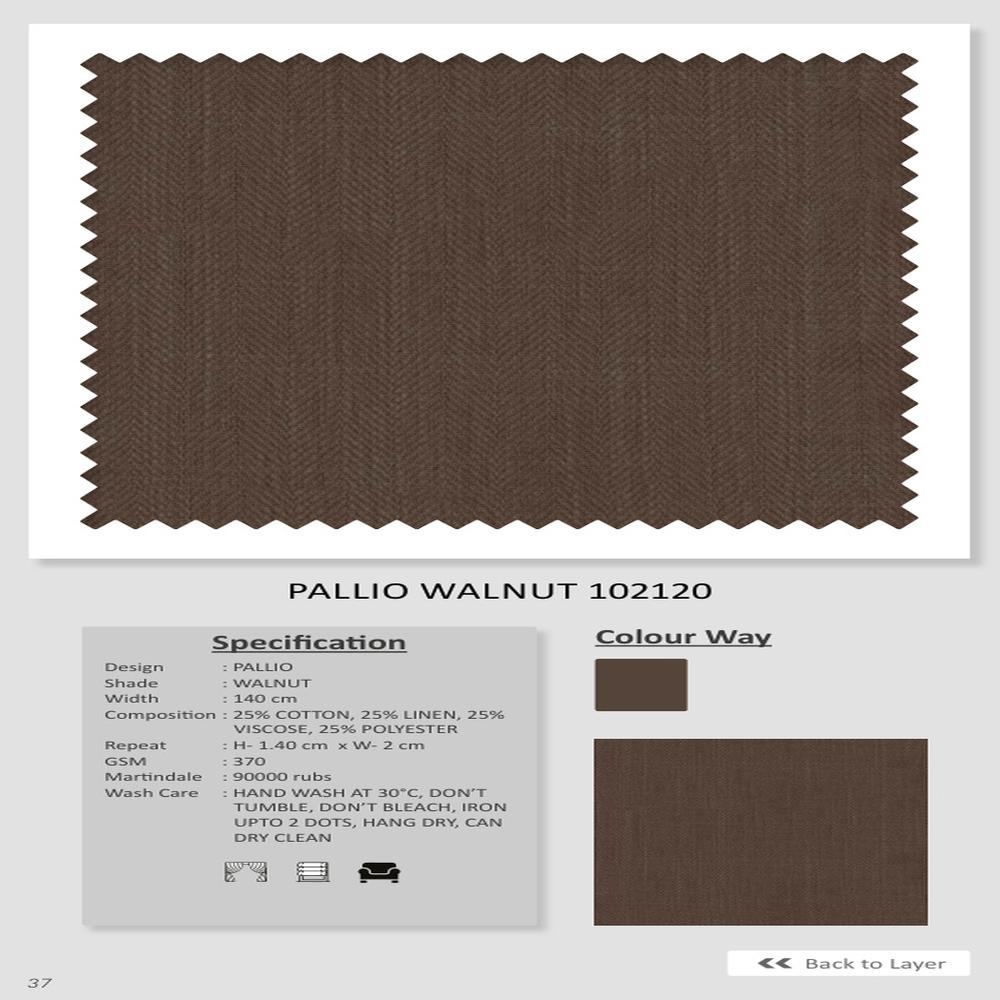 PALLIO WALNUT 102120
Specification
Design : PALLIO
Shade : WALNUT
Width : 140 cm
Composition : 25% COTTON, 25% LINEN, 25%
VISCOSE, 25% POLYESTER
Repeat : H- 1.40 cm x W- 2 cm
GSM : 370
Martindale : 90000 rubs
Wash Care : HAND WASH AT 30°C, DON'T
TUMBLE, DON'T BLEACH, IRON
UPTO 2 DOTS, HANG DRY, CAN
DRY CLEAN
Colour Way
Back to Layer
37